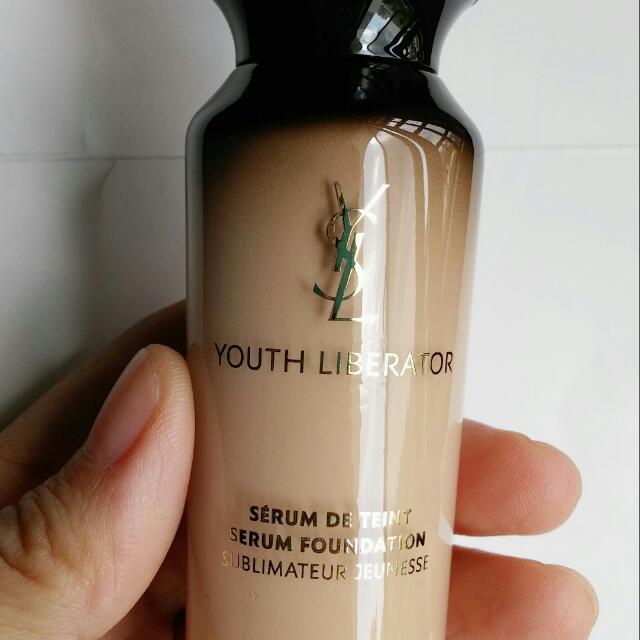 YSL
YOUTH LIBERATOR
SÉRUM DE TEINT
SERUM FOUNDATION
SUBLIMATEUR JEUNESSE